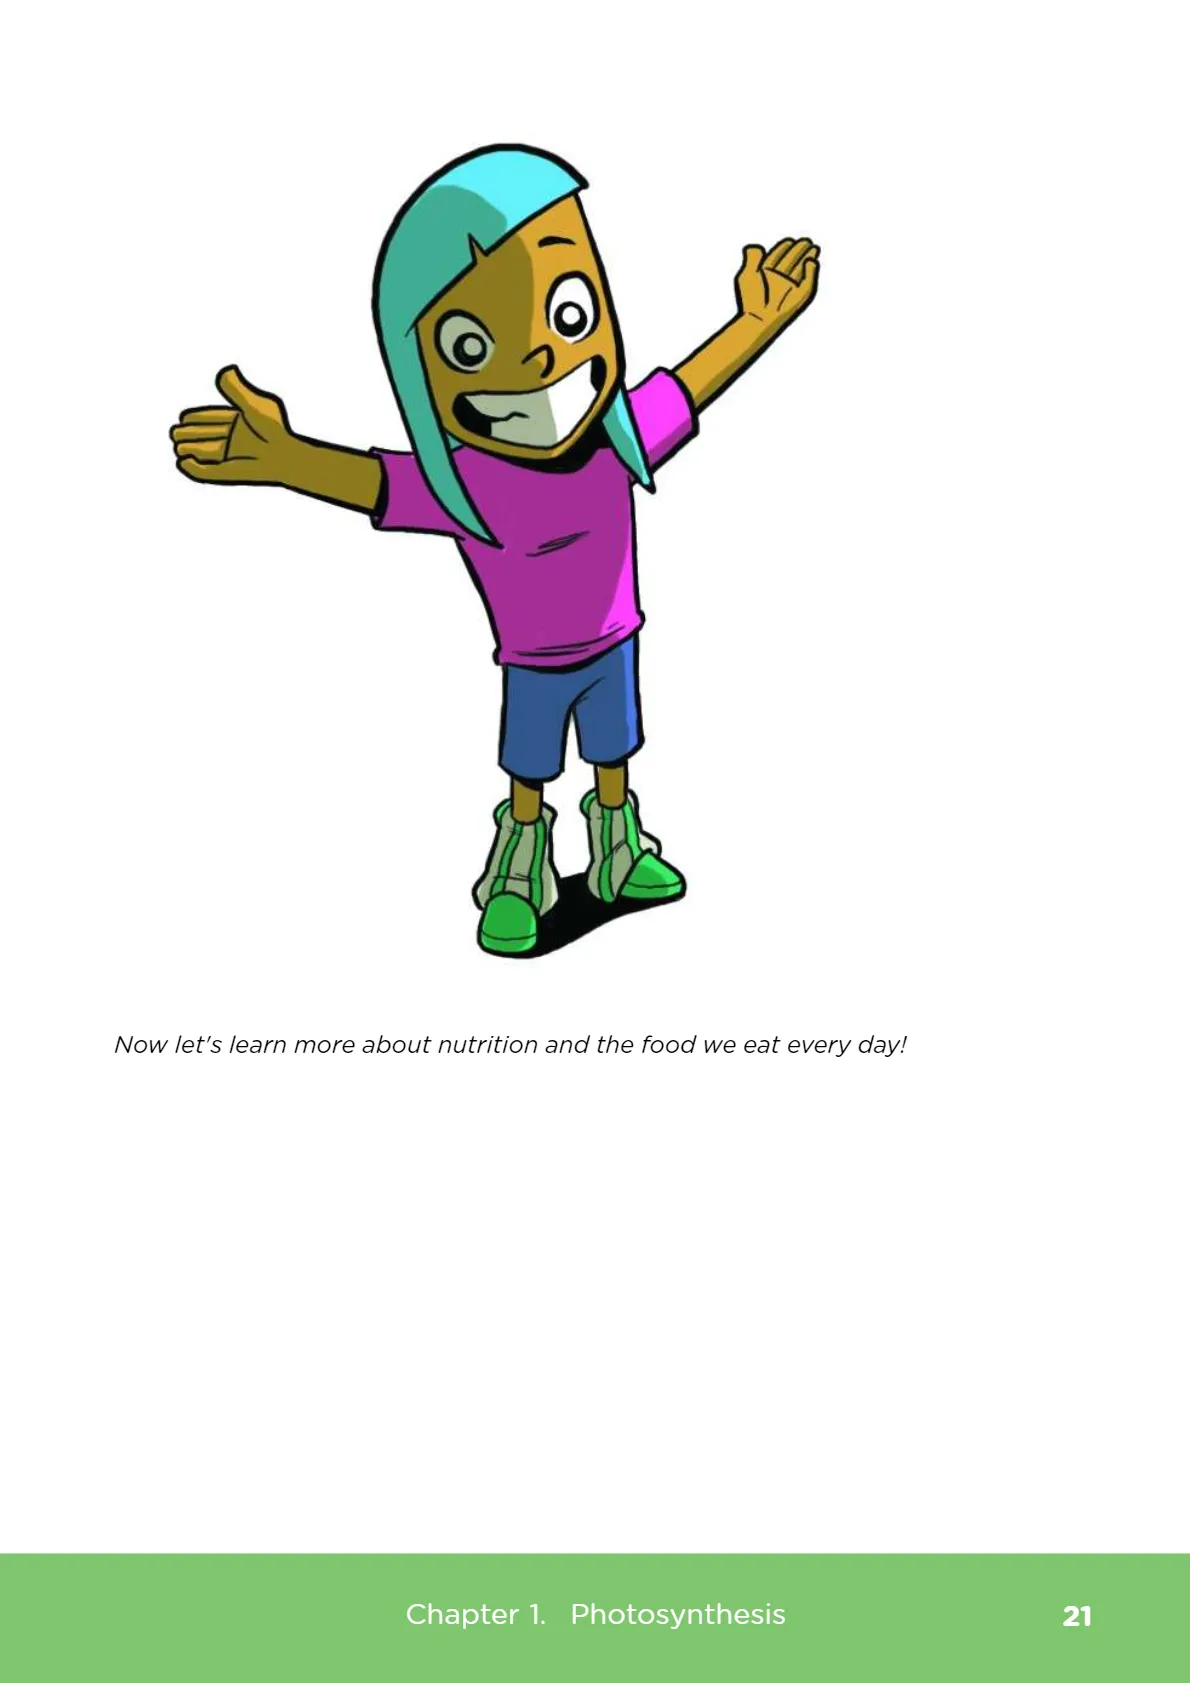 Now let's learn more about nutrition and the food we eat every day!
Chapter 1. Photosynthesis 21